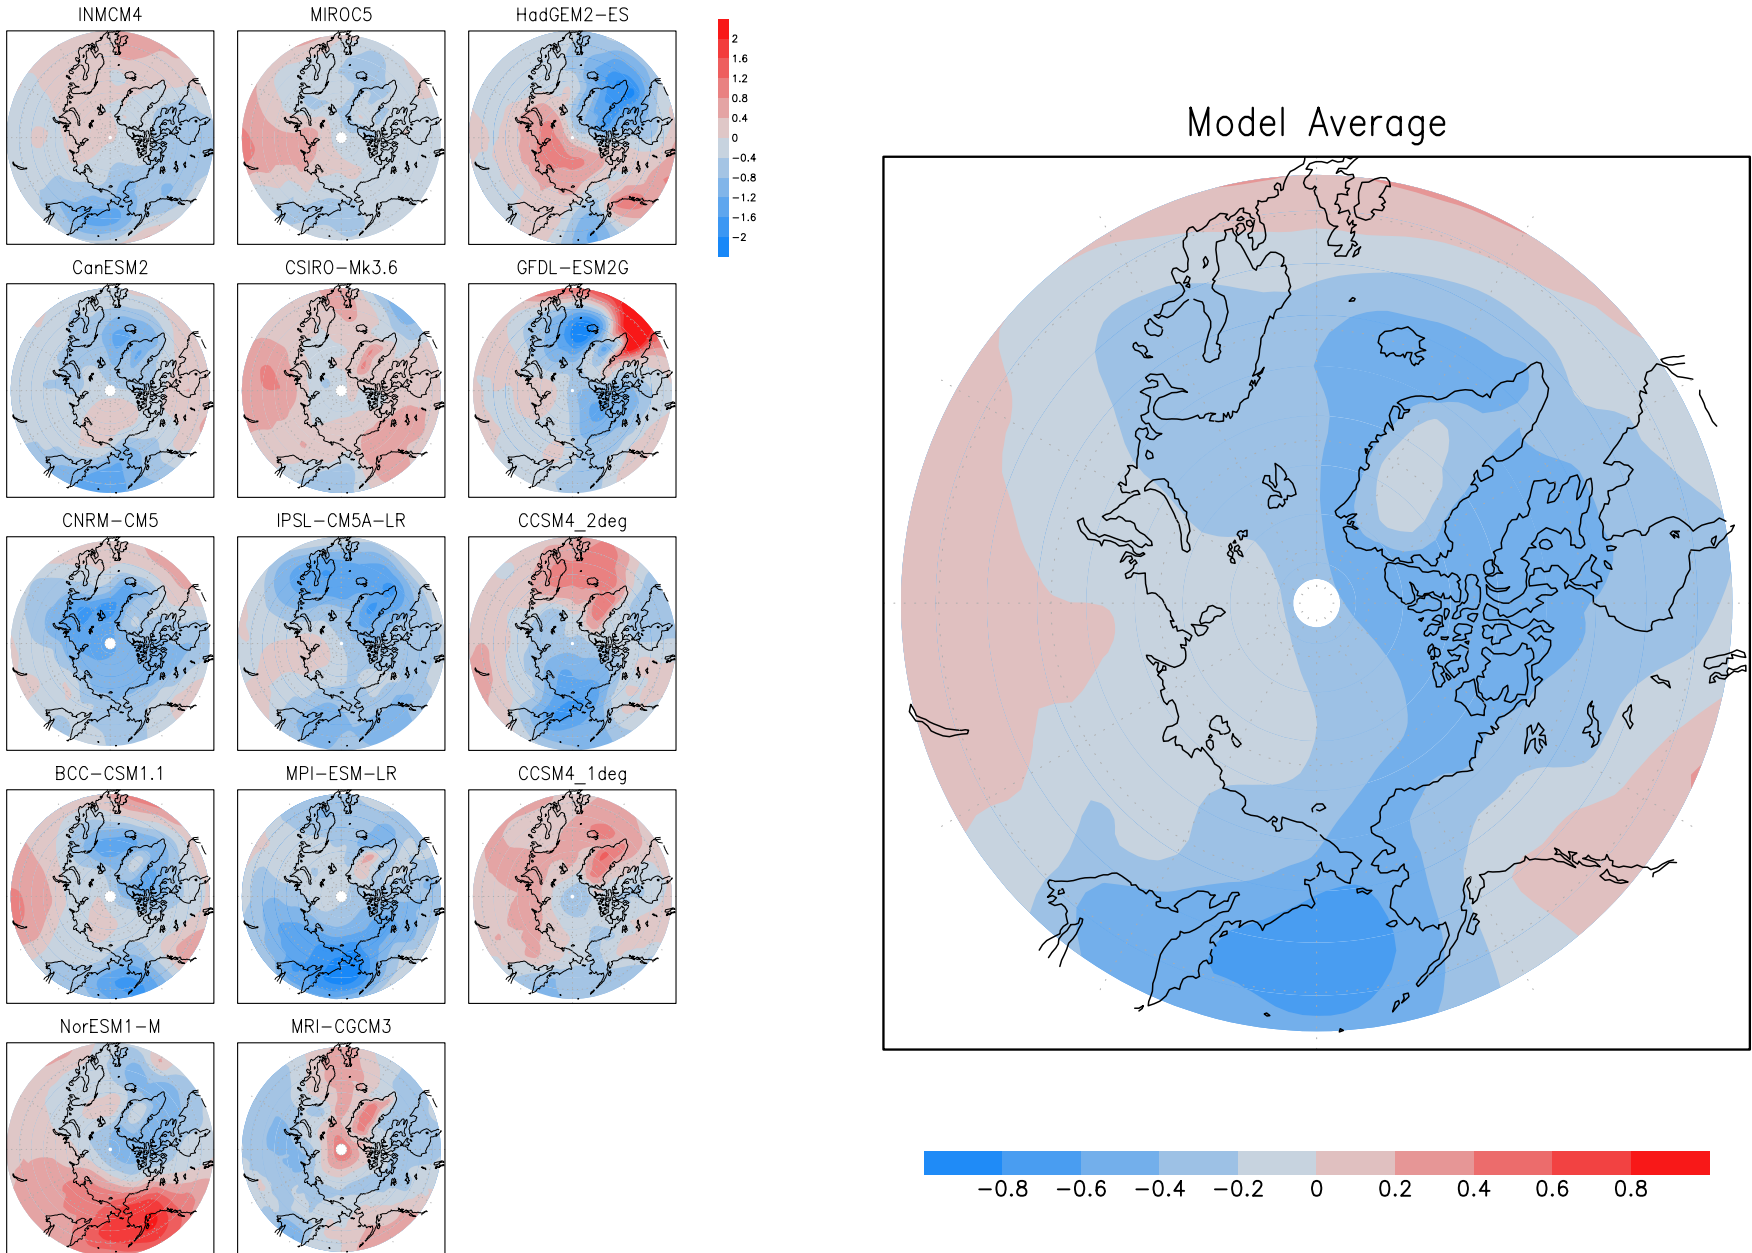 INMCM4
MIROC5
HadGEM2-ES
2
1.6
1.2
0.8
0.4
0
-0.4
-0.8
-1.2
-1.6
-2
CanESM2
CSIRO-Mk3.6
GFDL-ESM2G
CNRM-CM5
IPSL-CM5A-LR
CCSM4_2deg
BCC-CSM1.1
MPI-ESM-LR
CCSM4_1deg
NorESM1-M
MRI-CGCM3
Model Average
-0.8 -0.6 -0.4 -0.2 0 0.2 0.4 0.6 0.8